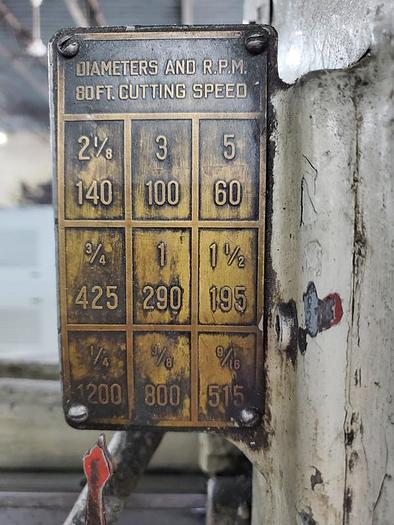 DIAMETERS AND R.P.M.
80 FT. CUTTING SPEED
2 1/8 3 5
140 100 60
3/4 1 1 1/2
425 290 195
1/4 3/8 9/16
1200 800 515